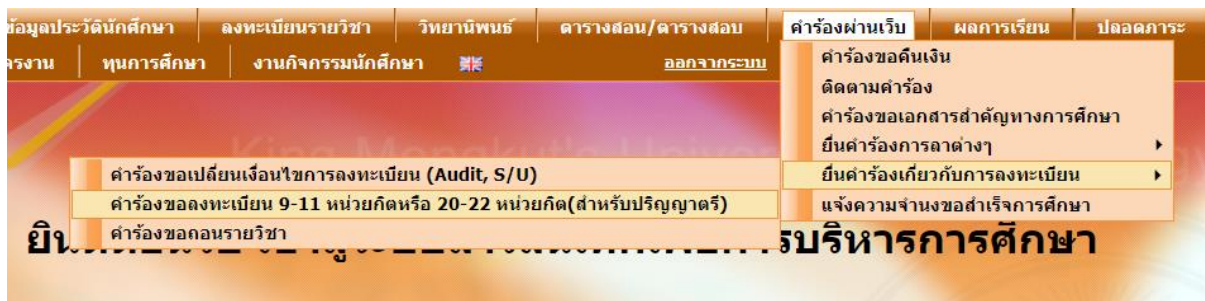 ข้อมูลประวัตินักศึกษา ลงทะเบียนรายวิชา วิทยานิพนธ์ ตารางสอน/ตารางสอบ คำร้องผ่านเว็บ ผลการเรียน ปลอดภาระ
ทุนการศึกษา งานกิจกรรมนักศึกษา ออกจากระบบ
คำร้องขอคืนเงิน
ติดตามคำร้อง
คำร้องขอเอกสารสำคัญทางการศึกษา
ยื่นคำร้องการลาต่างๆ
ยื่นคำร้องเกี่ยวกับการลงทะเบียน
แจ้งความจำนงขอสำเร็จการศึกษา
คำร้องขอเปลี่ยนเงื่อนไขการลงทะเบียน (Audit, S/U)
คำร้องขอลงทะเบียน 9-11 หน่วยกิตหรือ 20-22 หน่วยกิต(สำหรับปริญญาตรี)
คำร้องขอถอนรายวิชา
King Mongkut's
การบริหารการศึกษา